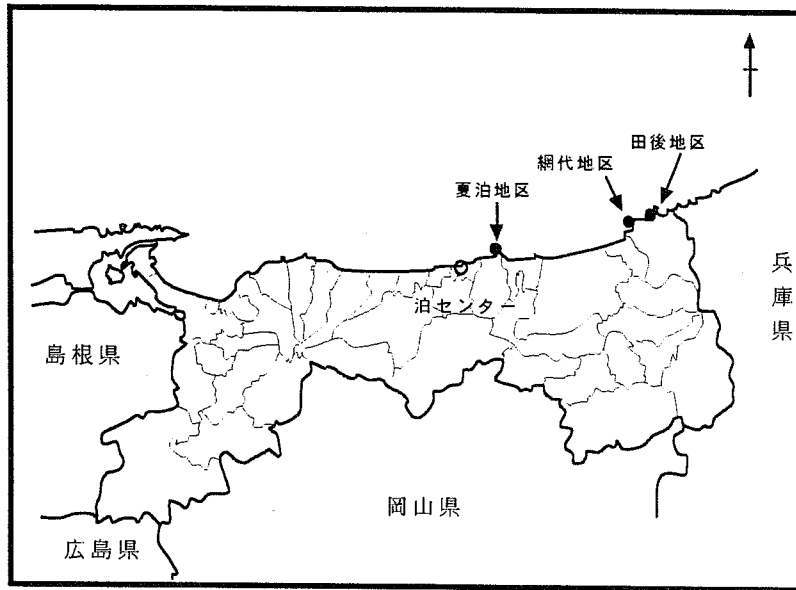 田後地区
網代地区
夏泊地区
泊センター
兵庫県
島根県
岡山県
広島県